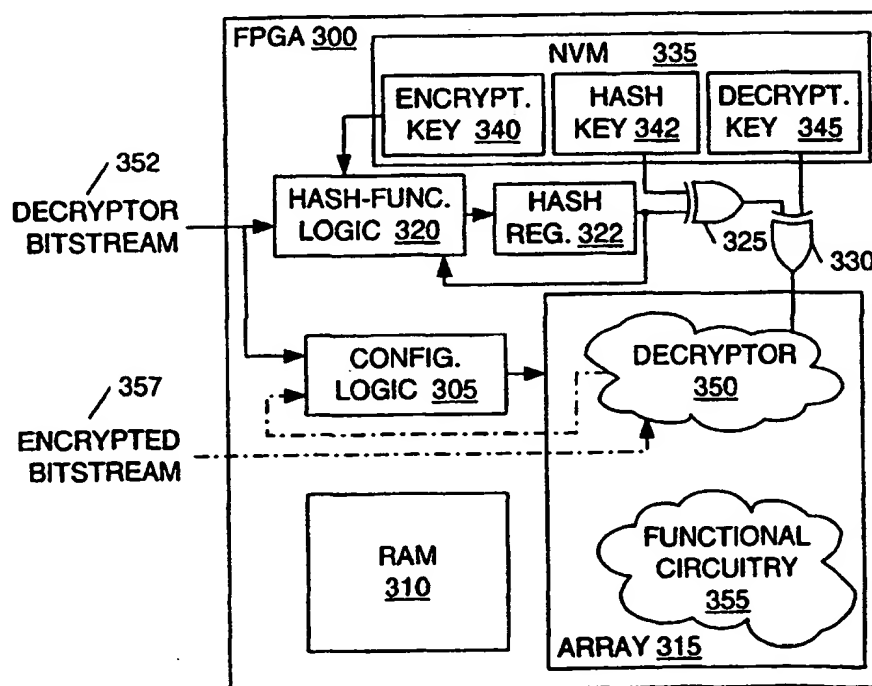 FPGA 300
NVM 335
ENCRYPT.
KEY 340
HASH
KEY 342
DECRYPT.
KEY 345
352
DECRYPTOR
BITSTREAM
HASH-FUNC.
LOGIC 320
HASH
REG. 322
325
330
CONFIG.
LOGIC 305
DECRYPTOR
350
357
ENCRYPTED
BITSTREAM
RAM
310
FUNCTIONAL
CIRCUITRY
355
ARRAY 315